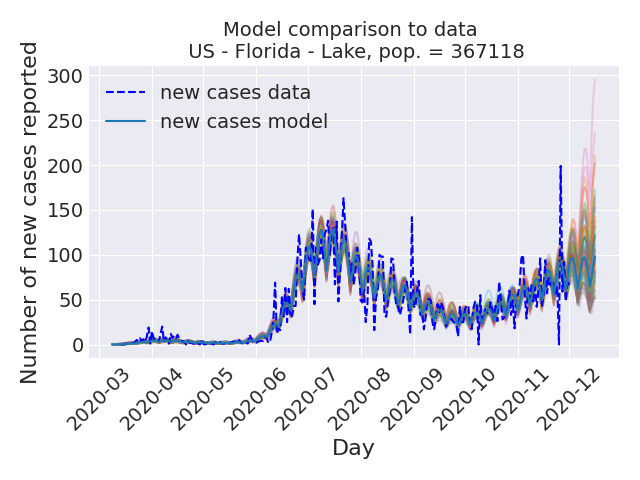 Model comparison to data
US - Florida - Lake, pop. = 367118
Number of new cases reported
300
250
200
150
100
50
0
new cases data
new cases model
2020-03
2020-04
2020-05
2020-06
2020-07
2020-08
2020-09
2020-10
2020-11
2020-12
Day